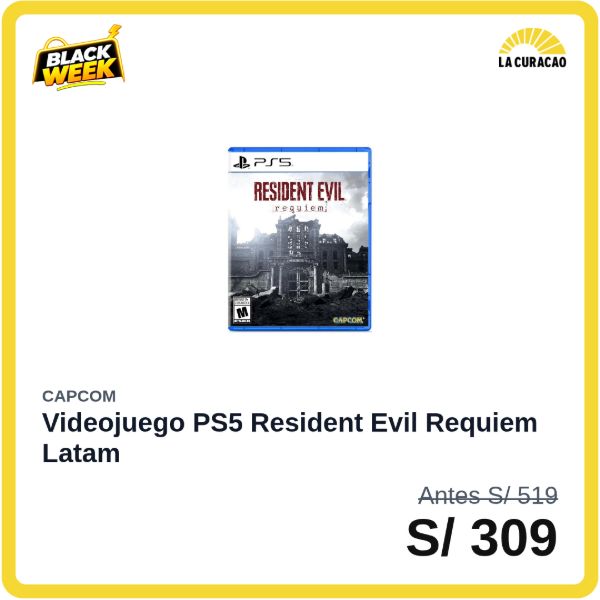 BLACK
WEEK
LA CURACAO
PS5
RESIDENT EVIL
requiem
M
CAPCOM
CAPCOM
Videojuego PS5 Resident Evil Requiem
Latam
Antes S/ 519
S/ 309